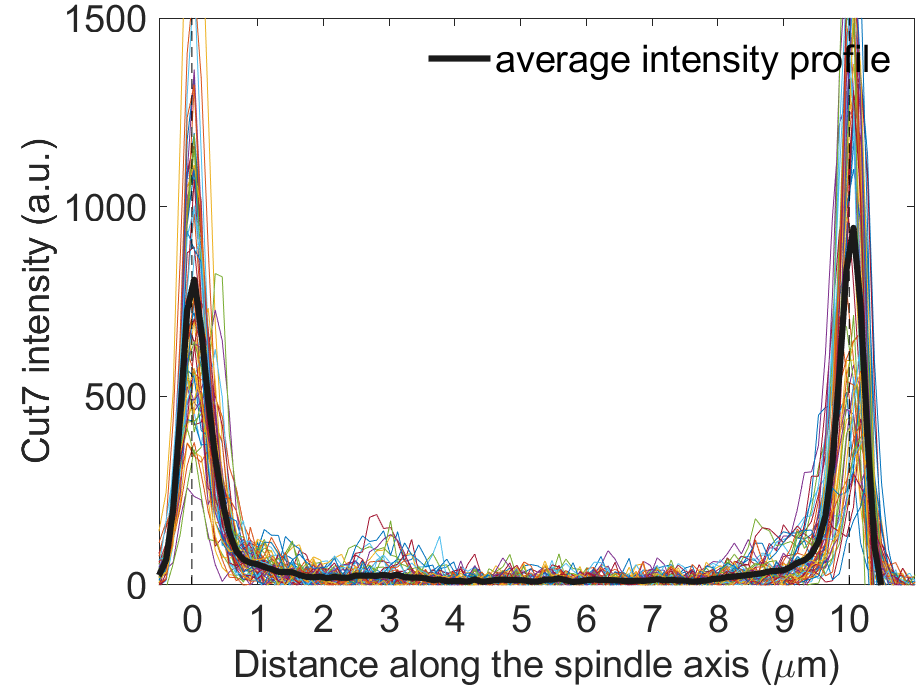 1500
average intensity profile
1000
500
0
Cut7 intensity (a.u.)
0 1 2 3 4 5 6 7 8 9 10
Distance along the spindle axis (μm)